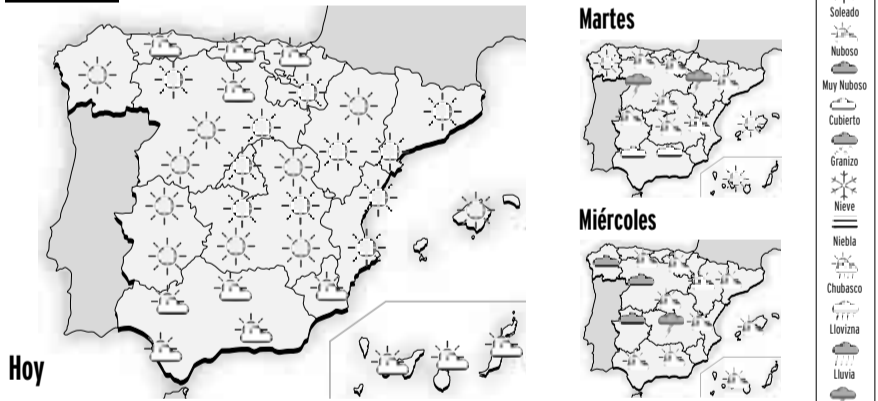 Hoy
Martes
Miércoles
Soleado
Nuboso
Muy Nuboso
Cubierto
Granizo
Nieve
Niebla
Chubasco
Llovizna
Lluvia